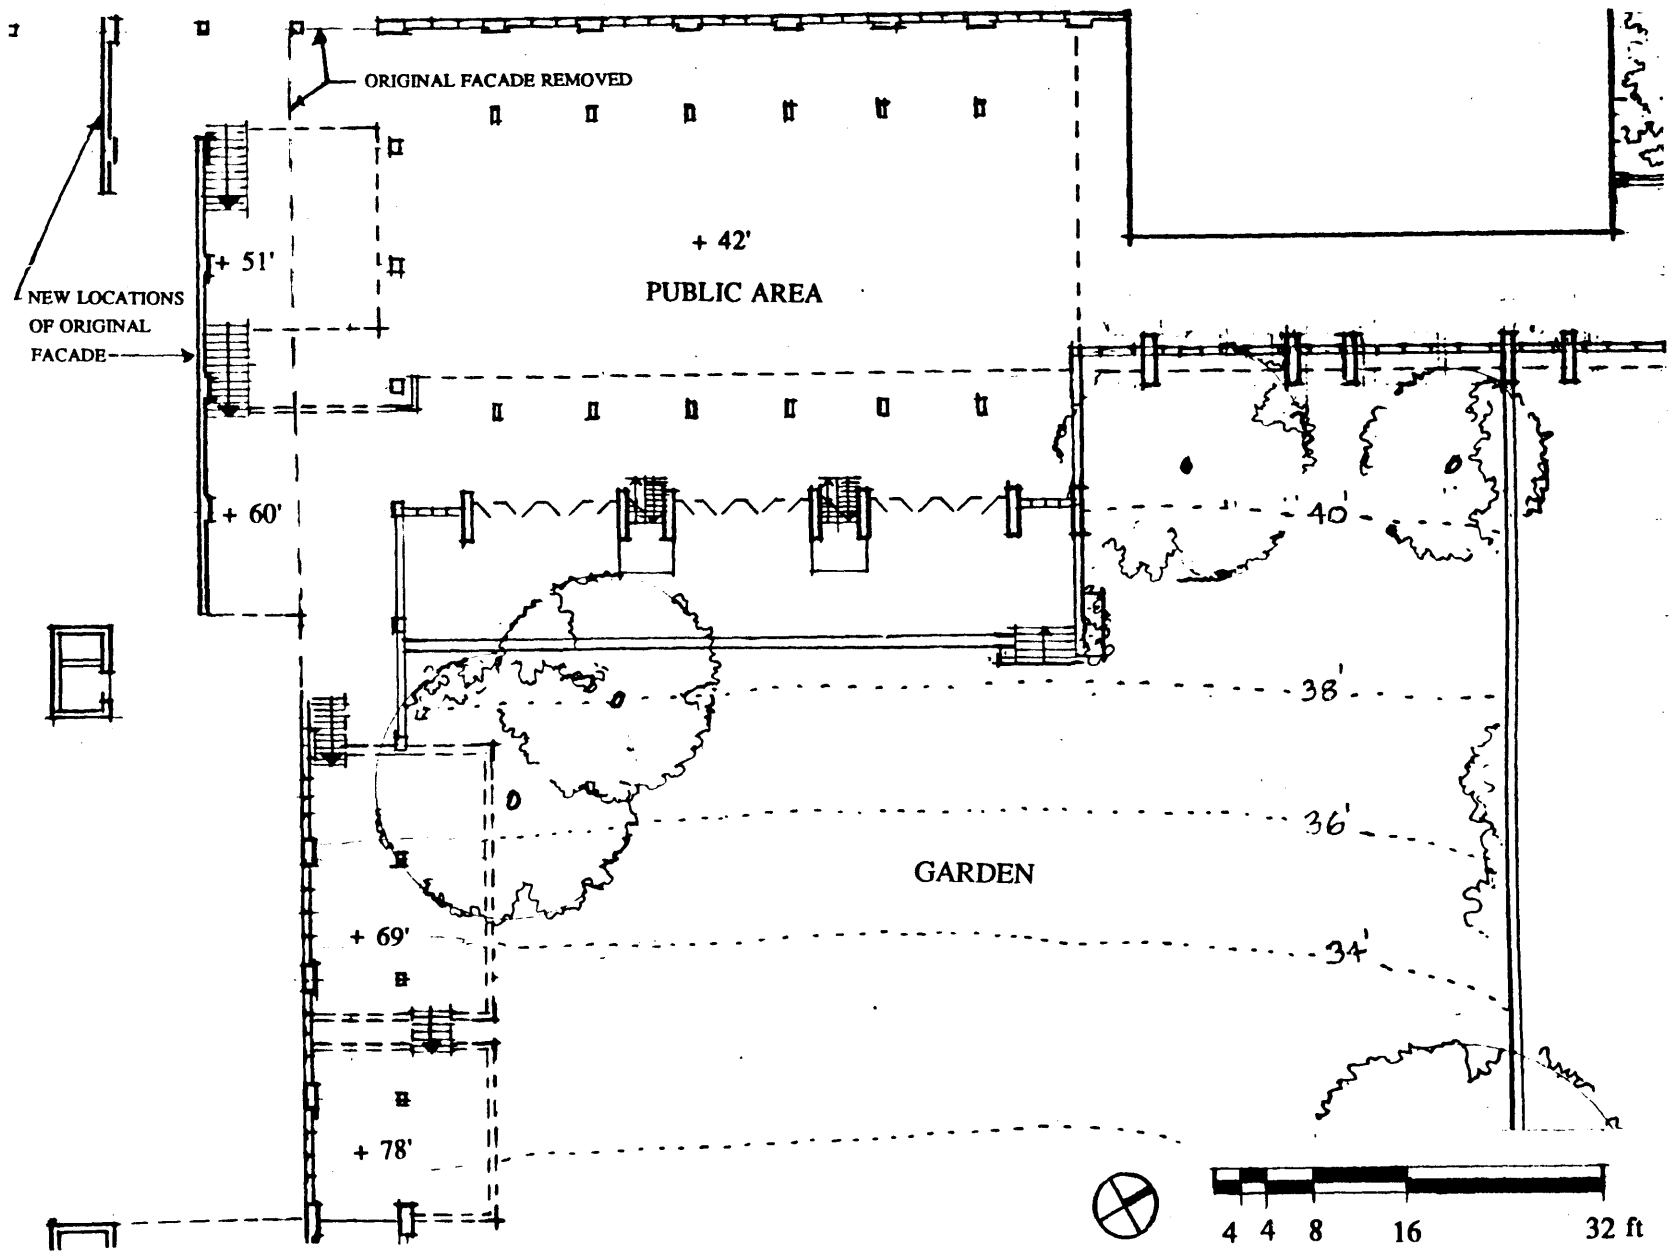 ORIGINAL FACADE REMOVED
+ 42'
PUBLIC AREA
+ 51'
NEW LOCATIONS
OF ORIGINAL
FACADE
+ 60'
40'
38'
36'
GARDEN
+ 69'
34'
+ 78'
4 4 8 16 32 ft